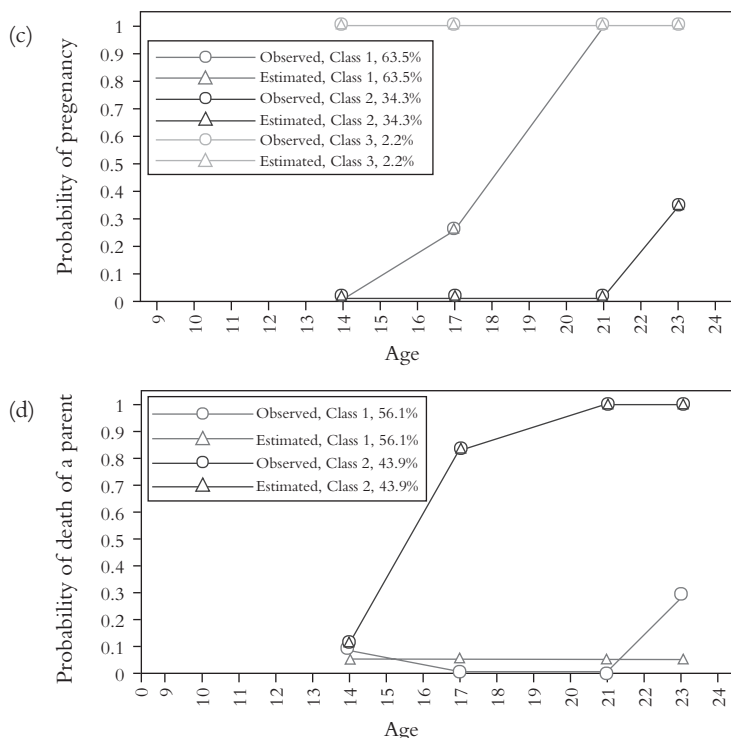 (c)
Probability of pregenancy
1
0.9
0.8
0.7
0.6
0.5
0.4
0.3
0.2
0.1
0
Observed, Class 1, 63.5%
Estimated, Class 1, 63.5%
Observed, Class 2, 34.3%
Estimated, Class 2, 34.3%
Observed, Class 3, 2.2%
Estimated, Class 3, 2.2%
9 10 11 12 13 14 15 16 17 18 19 20 21 22 23 24
Age
(d)
Probability of death of a parent
1
0.9
0.8
0.7
0.6
0.5
0.4
0.3
0.2
0.1
0
Observed, Class 1, 56.1%
Estimated, Class 1, 56.1%
Observed, Class 2, 43.9%
Estimated, Class 2, 43.9%
0 9 10 11 12 13 14 15 16 17 18 19 20 21 22 23 24
Age